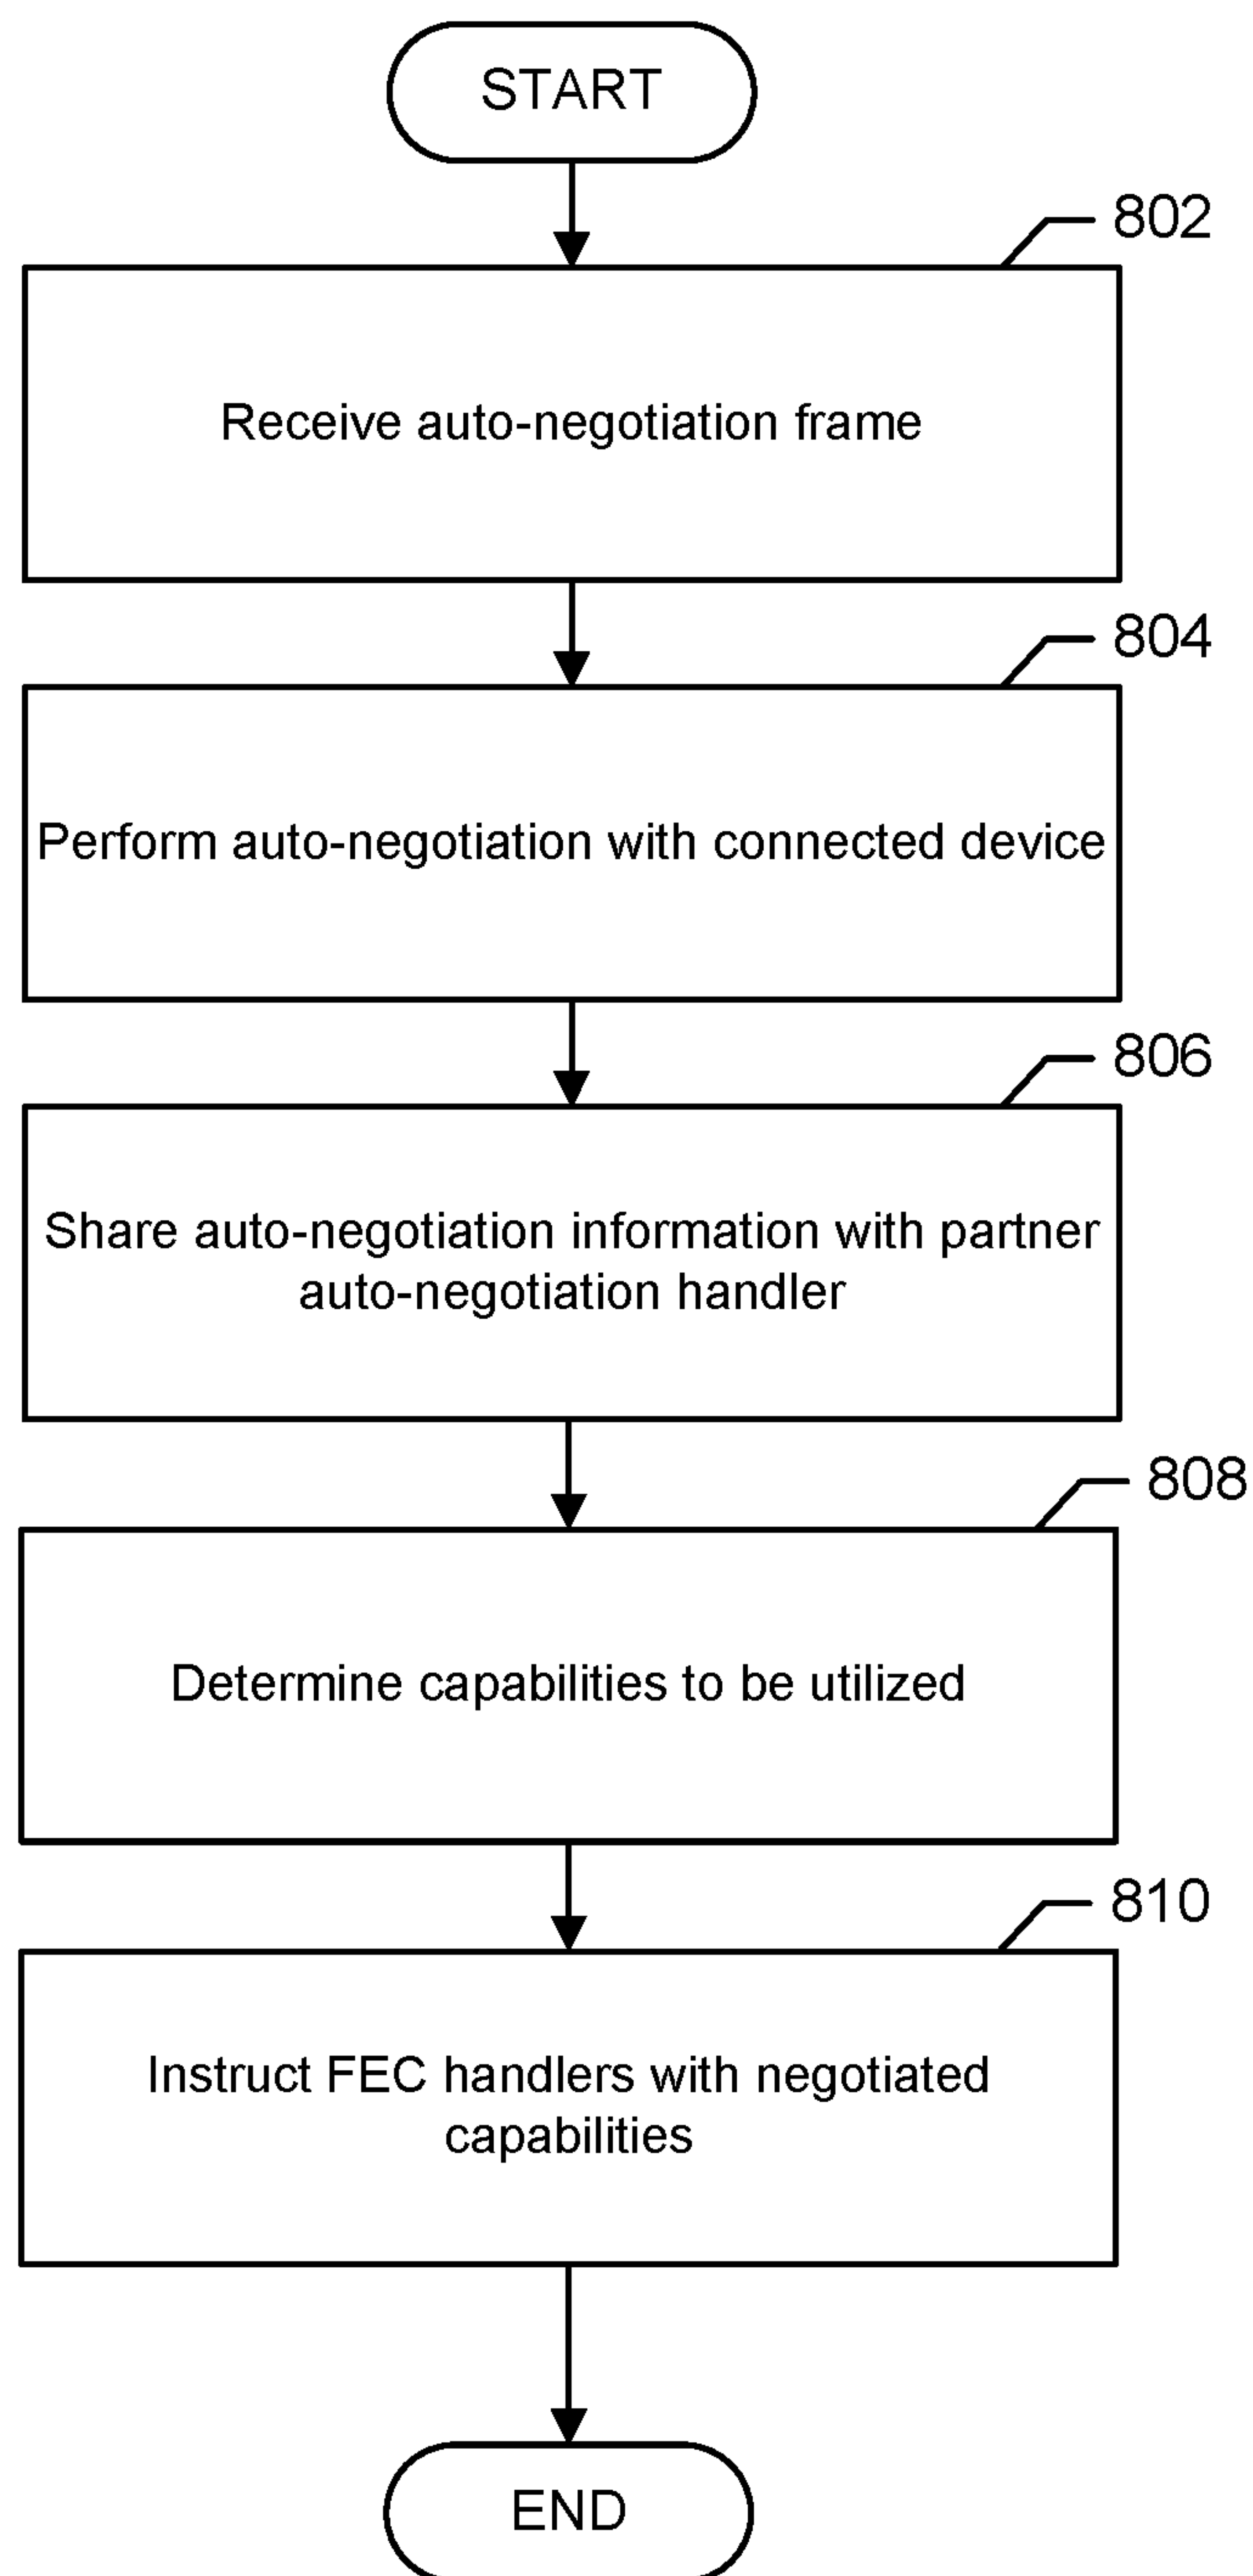 START
802
Receive auto-negotiation frame
804
Perform auto-negotiation with connected device
806
Share auto-negotiation information with partner
auto-negotiation handler
808
Determine capabilities to be utilized
810
Instruct FEC handlers with negotiated
capabilities
END